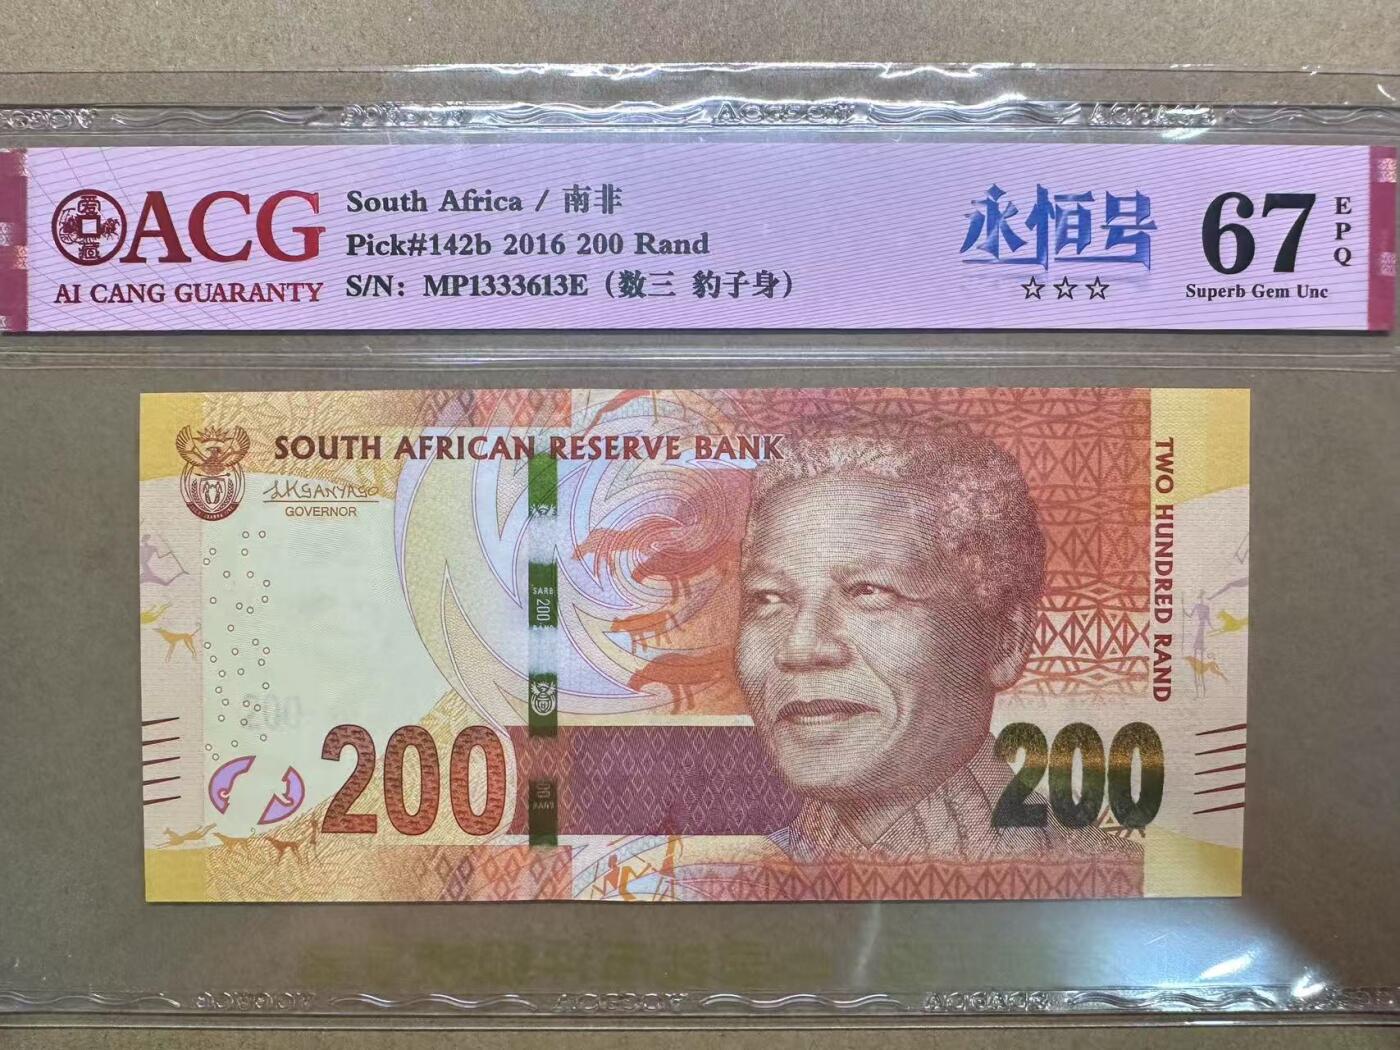 ACG
AI CANG GUARANTY
South Africa / 南非
Pick#142b 2016 200 Rand
S/N: MP1333613E (数三 豹子身)
永恒号
☆☆☆
67
EPQ
Superb Gem Unc
SOUTH AFRICAN RESERVE BANK
GOVERNOR
TWO HUNDRED RAND
SARB
200
RAND
200
200
200